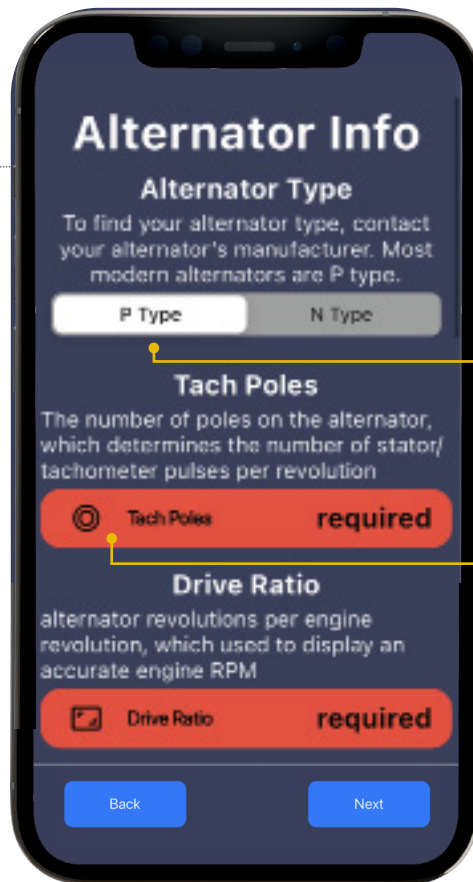 Alternator Info
Alternator Type
To find your alternator type, contact
your alternator's manufacturer. Most
modern alternators are P type.
P Type N Type
Tach Poles
The number of poles on the alternator,
which determines the number of stator/
tachometer pulses per revolution
Tach Poles required
Drive Ratio
alternator revolutions per engine
revolution, which used to display an
accurate engine RPM
Drive Ratio required
Back Next